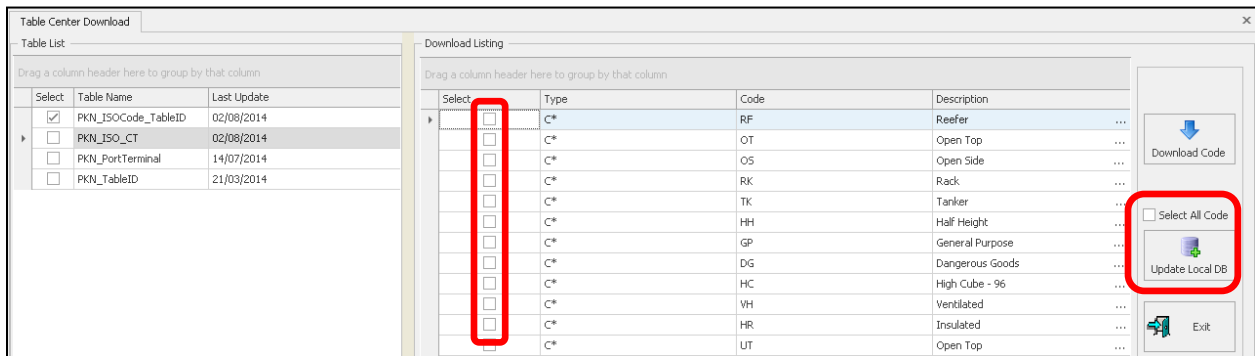 Table Center Download
Table List
Drag a column header here to group by that column
Select Table Name Last Update
PKN_ISOCode_TableID 02/08/2014
PKN_ISO_CT 02/08/2014
PKN_PortTerminal 14/07/2014
PKN_TableID 21/03/2014
Download Listing
Drag a column header here to group by that column
Select Type Code Description
C* RF Reefer ...
C* OT Open Top ...
C* OS Open Side ...
C* RK Rack ...
C* TK Tanker ...
C* HH Half Height ...
C* GP General Purpose ...
C* DG Dangerous Goods ...
C* HC High Cube - 96 ...
C* VH Ventilated ...
C* HR Insulated ...
C* UT Open Top ...
Download Code
Select All Code
Update Local DB
Exit